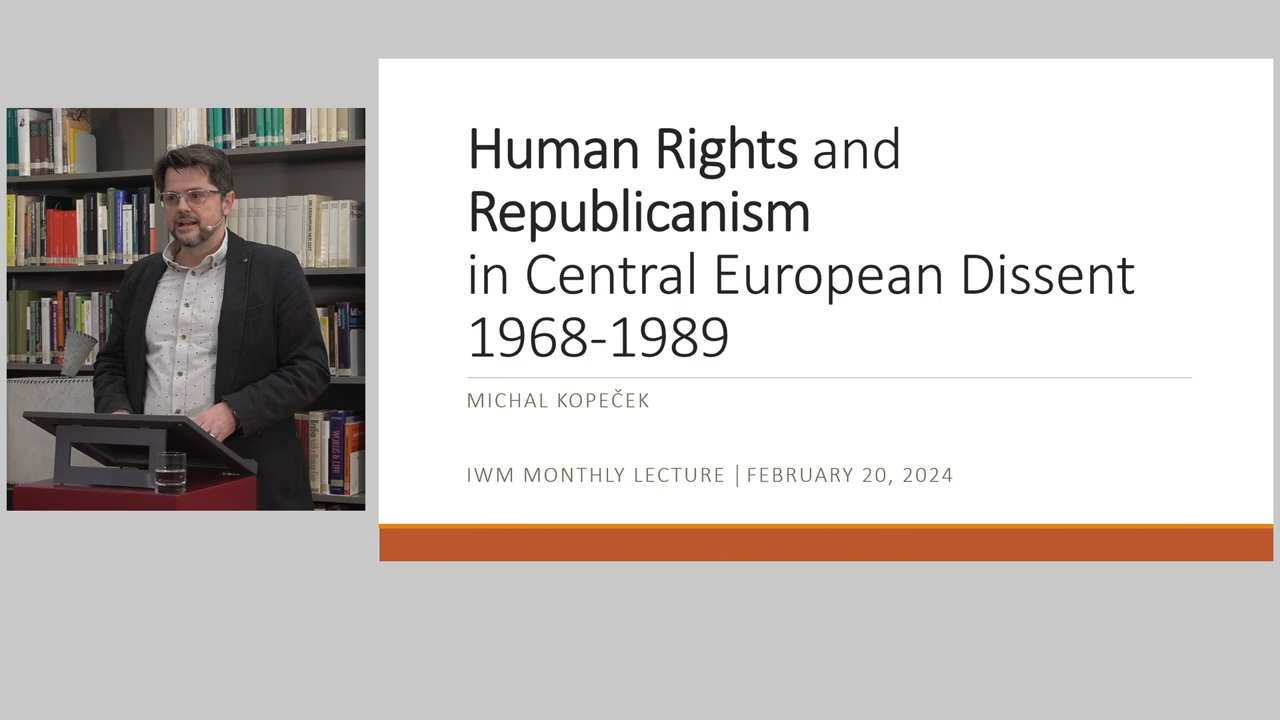 Human Rights and
Republicanism
in Central European Dissent
1968-1989
MICHAL KOPEČEK
IWM MONTHLY LECTURE | FEBRUARY 20, 2024